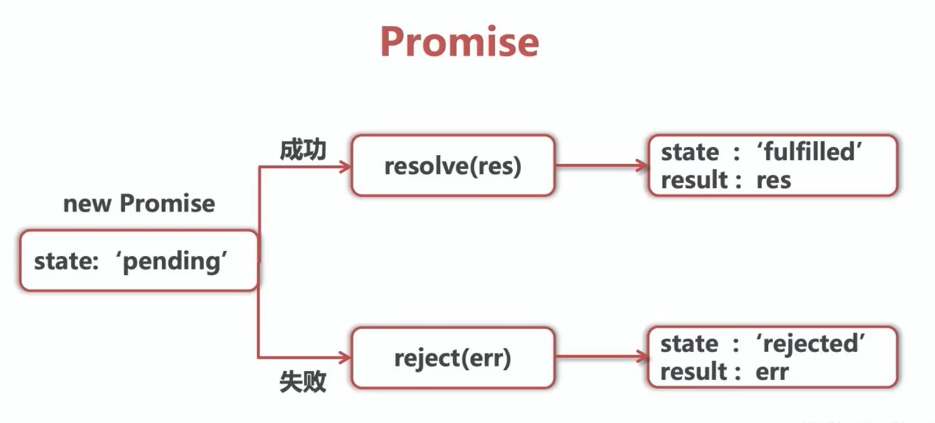 Promise
成功
resolve(res)
state : ‘fulfilled’
result : res
new Promise
state: ‘pending’
reject(err)
state : ‘rejected’
result : err
失败